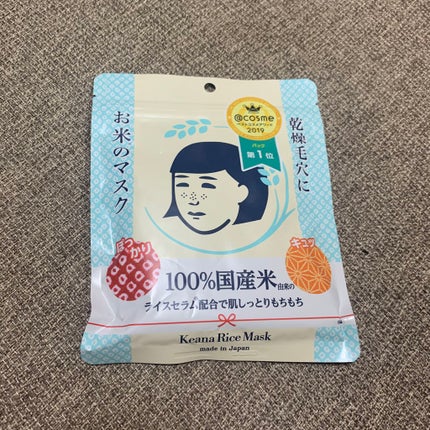 @cosme
ベストコスメアワード
2019
パック
第1位
乾燥毛穴に
お米のマスク
ぽっかり
キュッ
100%国産米由来の
ライスセラム配合で肌しっとりもちもち
Keana Rice Mask
made in Japan